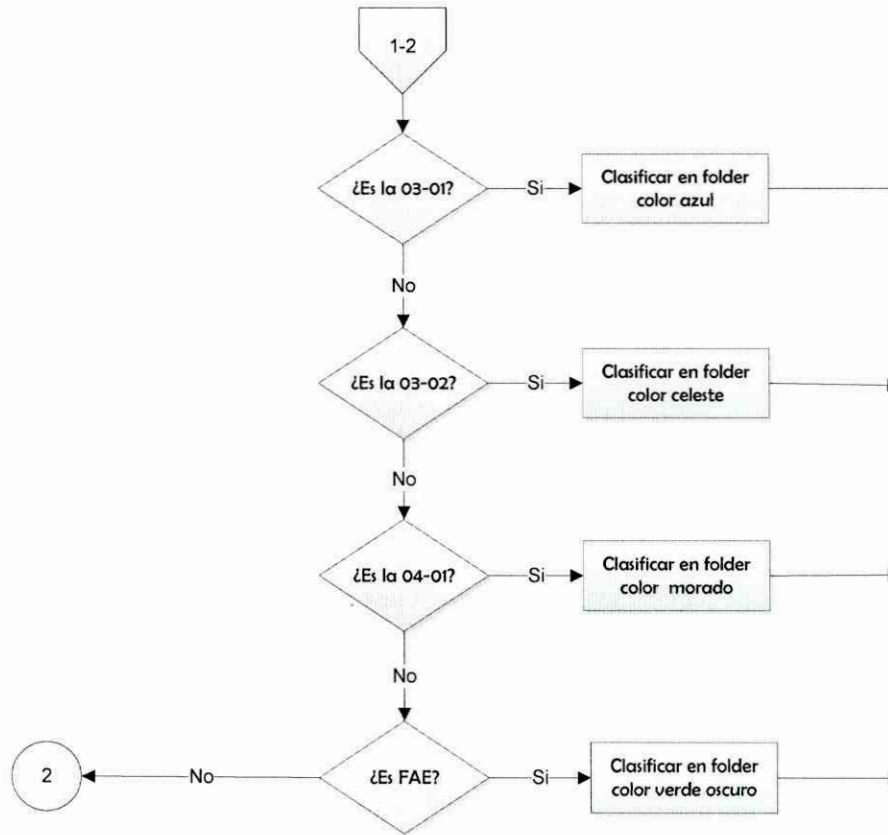 1-2
¿Es la 03-01?
Si
Clasificar en folder
color azul
No
¿Es la 03-02?
Si
Clasificar en folder
color celeste
No
¿Es la 04-01?
Si
Clasificar en folder
color morado
No
2
No
¿Es FAE?
Si
Clasificar en folder
color verde oscuro